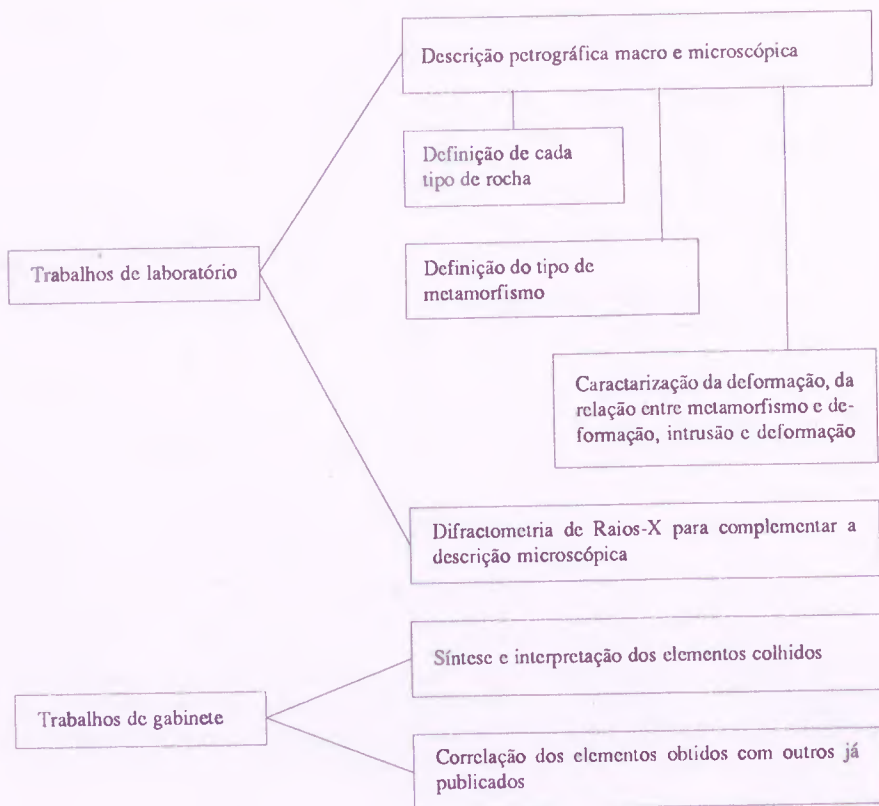 Descrição petrográfica macro e microscópica
Definição de cada
tipo de rocha
Trabalhos de laboratório
Definição do tipo de
metamorfismo
Caractarização da deformação, da
relação entre metamorfismo e de-
formação, intrusão e deformação
Difractometria de Raios-X para complementar a
descrição microscópica
Síntese e interpretação dos elementos colhidos
Trabalhos de gabinete
Correlação dos elementos obtidos com outros já
publicados